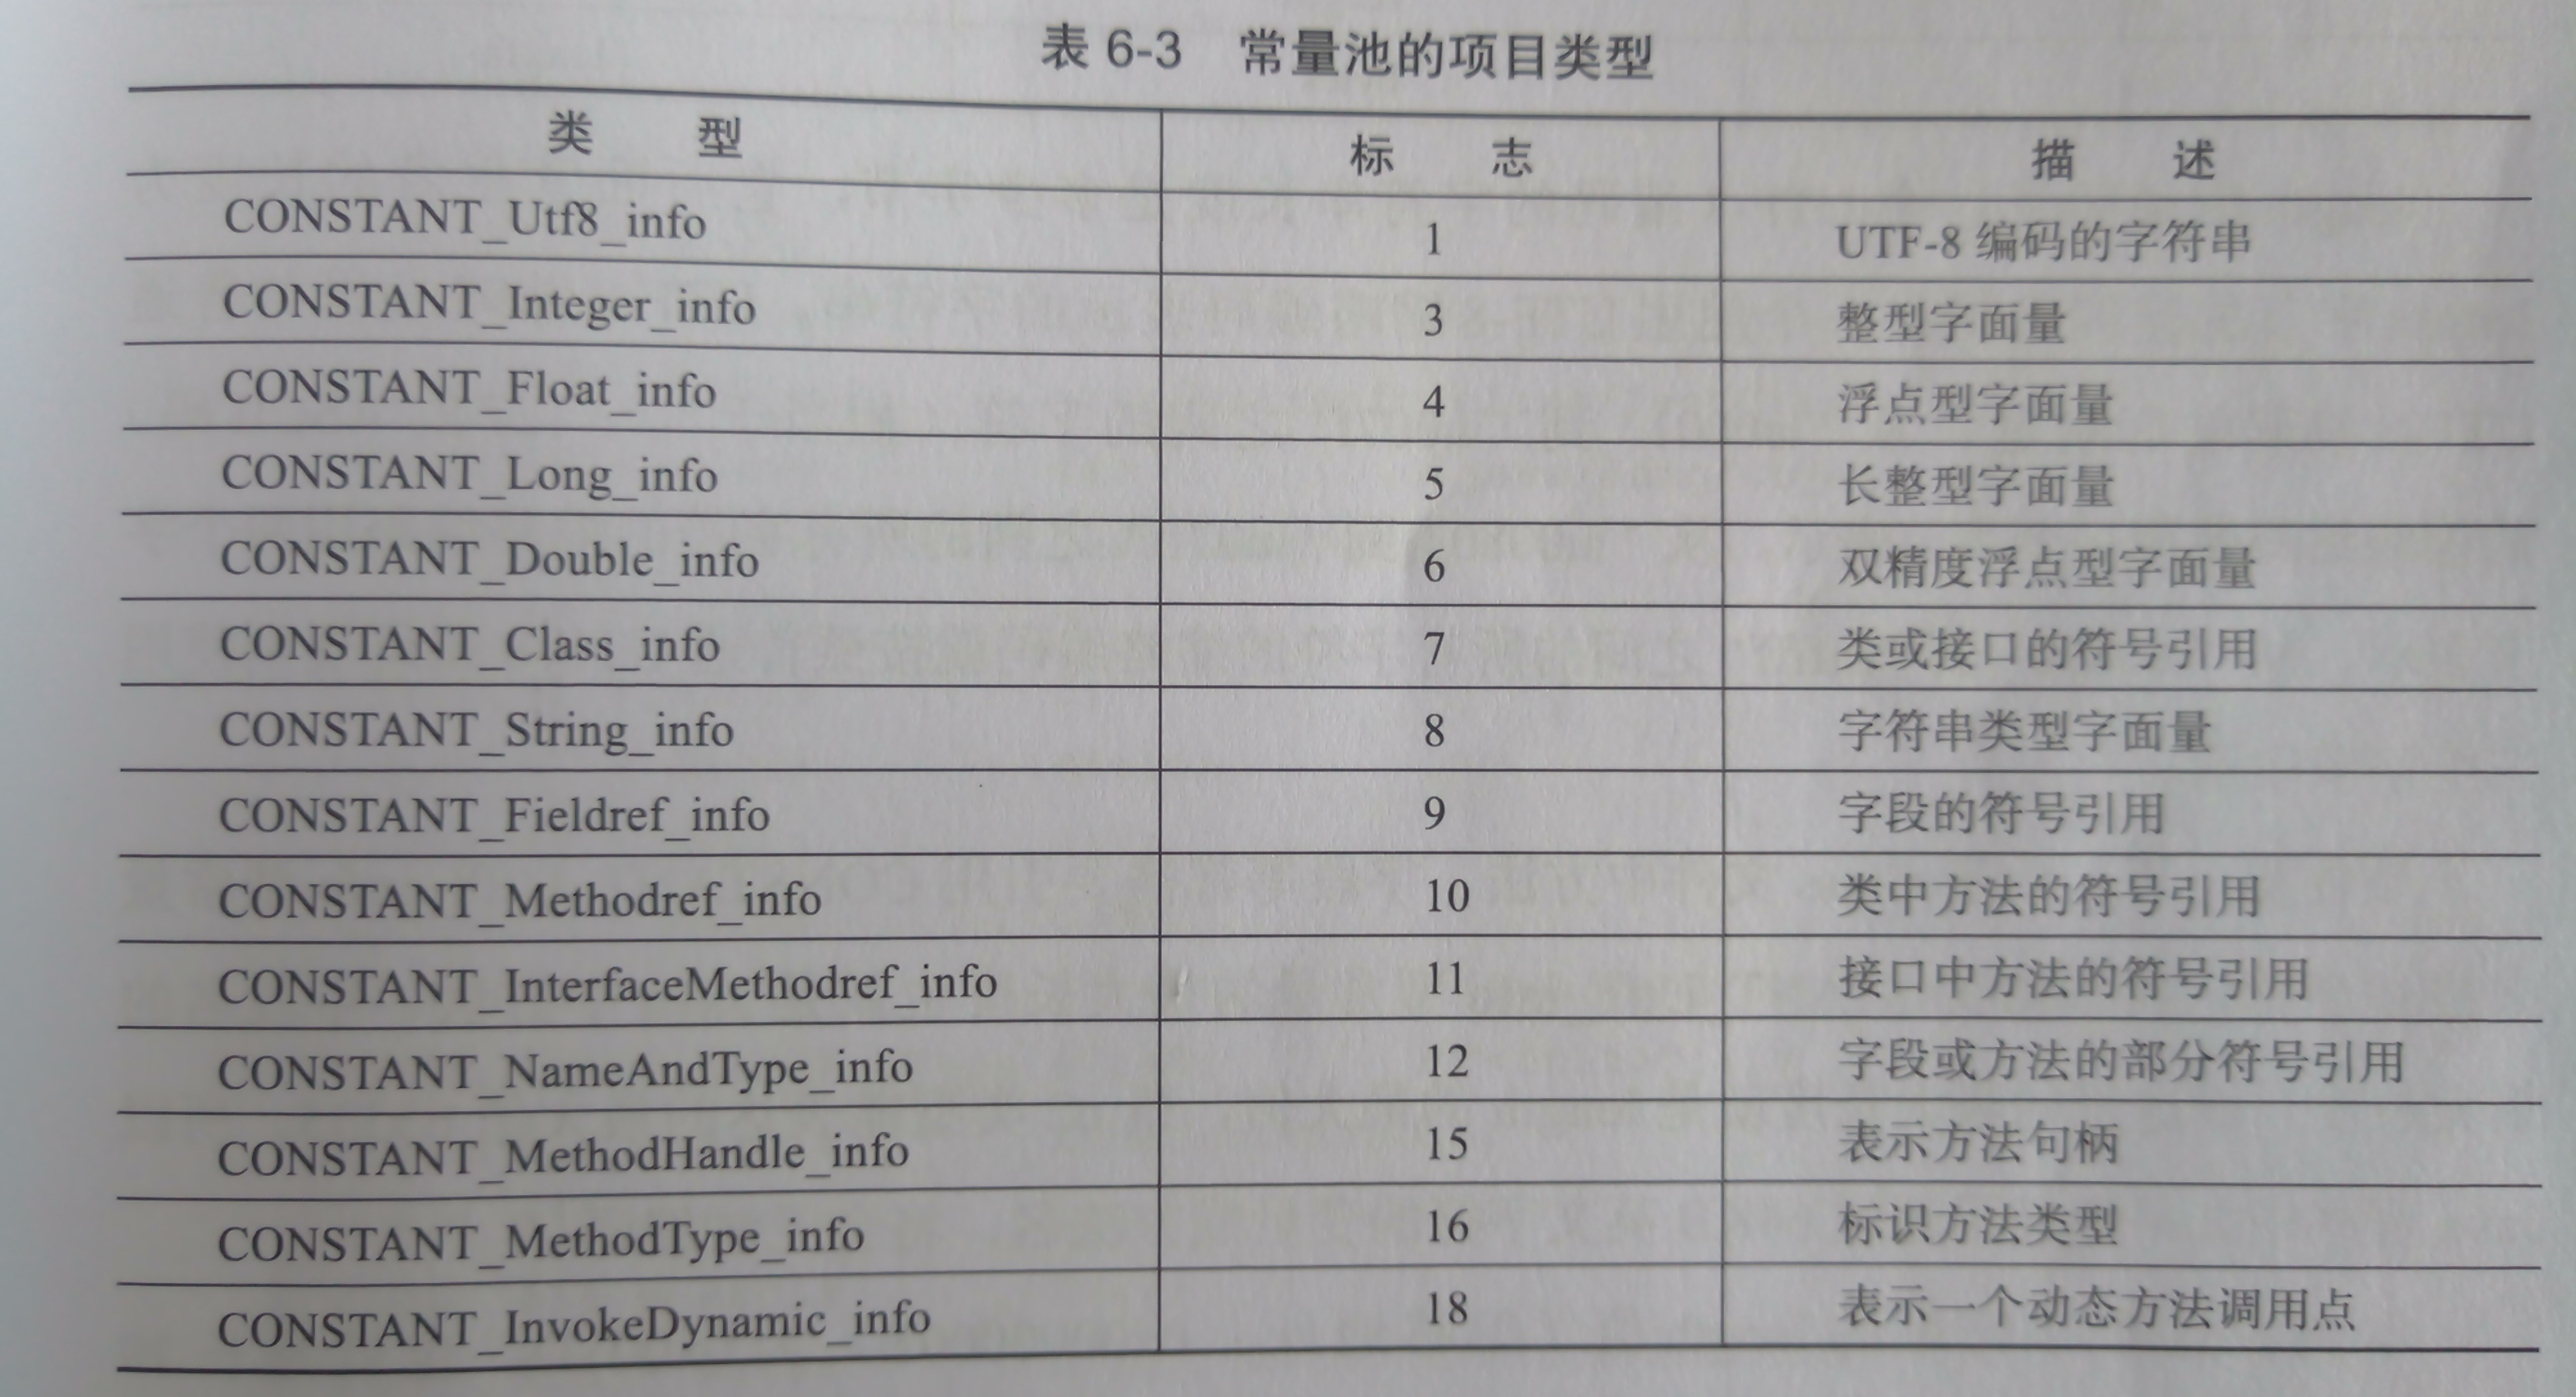 表 6-3 常量池的项目类型
类 型 标 志 描 述
CONSTANT_Utf8_info 1 UTF-8 编码的字符串
CONSTANT_Integer_info 3 整型字面量
CONSTANT_Float_info 4 浮点型字面量
CONSTANT_Long_info 5 长整型字面量
CONSTANT_Double_info 6 双精度浮点型字面量
CONSTANT_Class_info 7 类或接口的符号引用
CONSTANT_String_info 8 字符串类型字面量
CONSTANT_Fieldref_info 9 字段的符号引用
CONSTANT_Methodref_info 10 类中方法的符号引用
CONSTANT_InterfaceMethodref_info 11 接口中方法的符号引用
CONSTANT_NameAndType_info 12 字段或方法的部分符号引用
CONSTANT_MethodHandle_info 15 表示方法句柄
CONSTANT_MethodType_info 16 标识方法类型
CONSTANT_InvokeDynamic_info 18 表示一个动态方法调用点